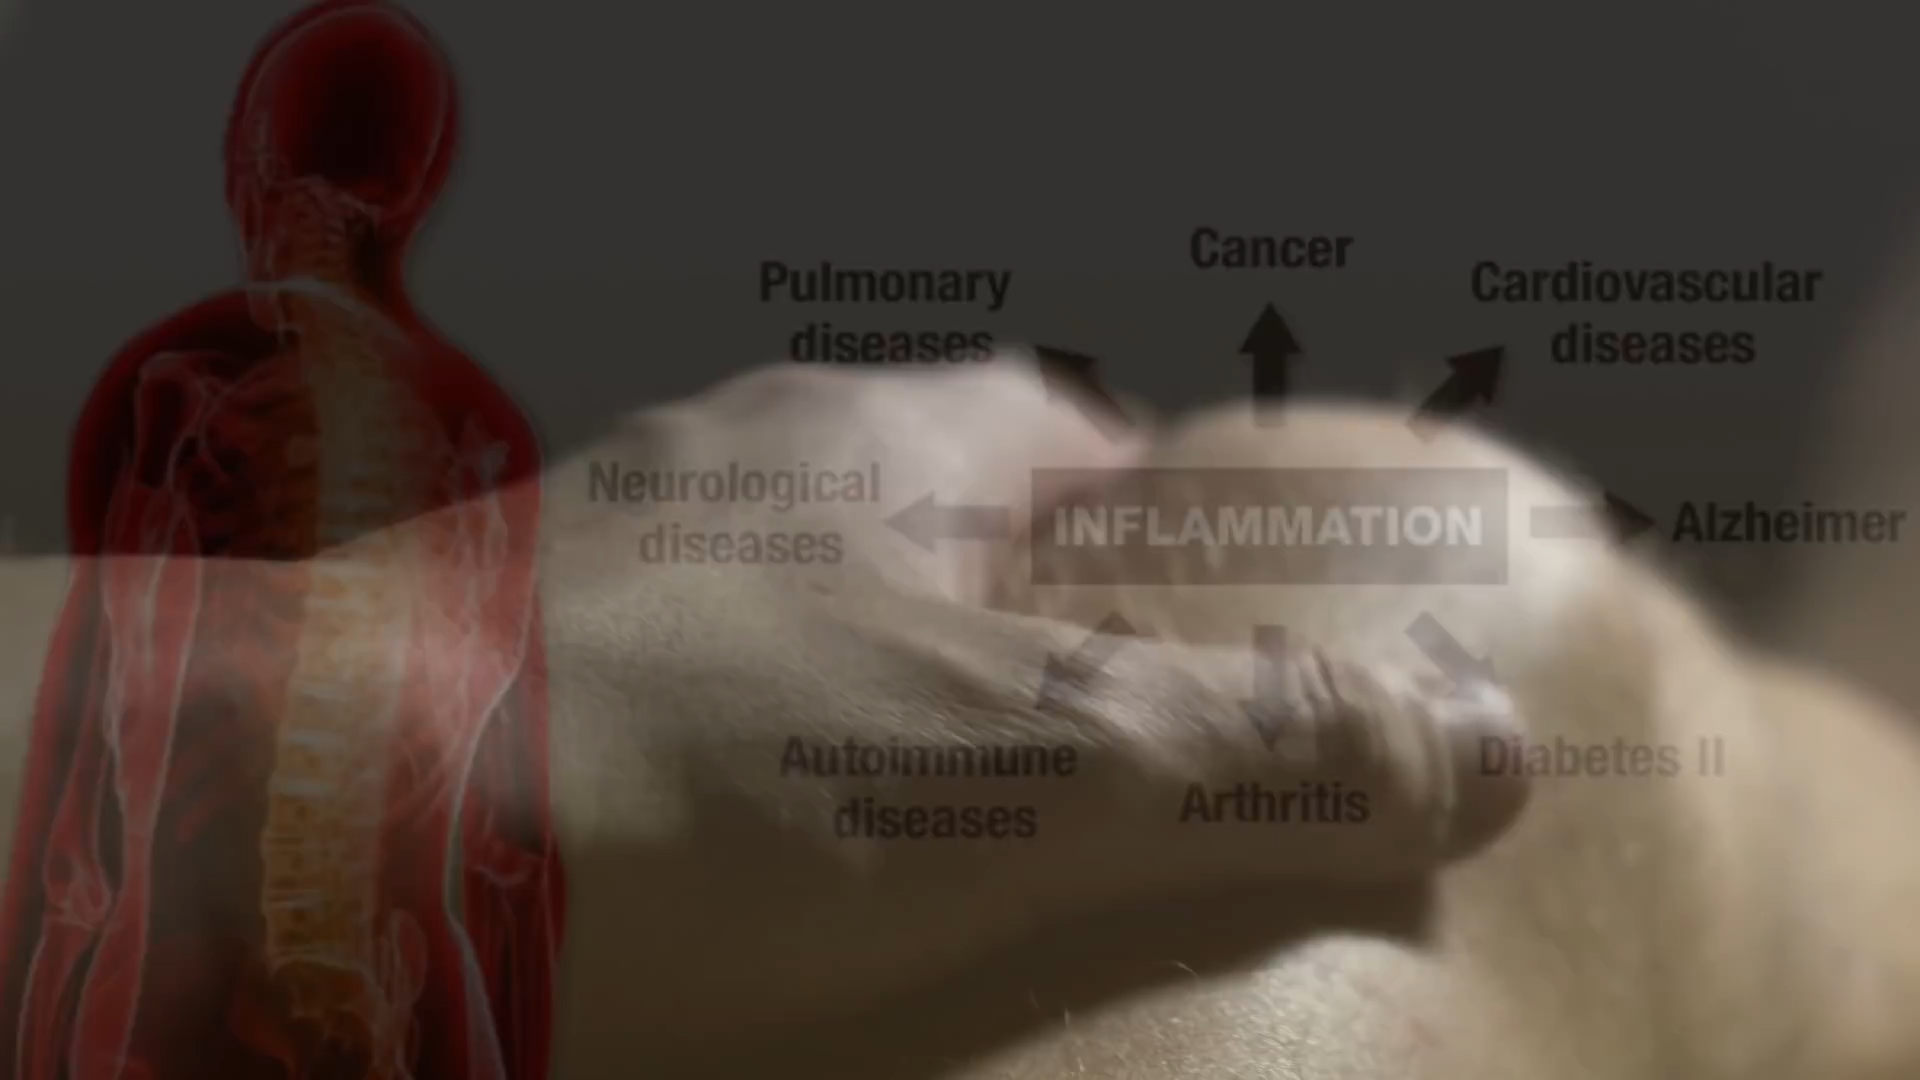 Cancer
Pulmonary
diseases
Cardiovascular
diseases
Neurological
diseases
INFLAMMATION
Alzheimer
Autoimmune
diseases
Arthritis
Diabetes II